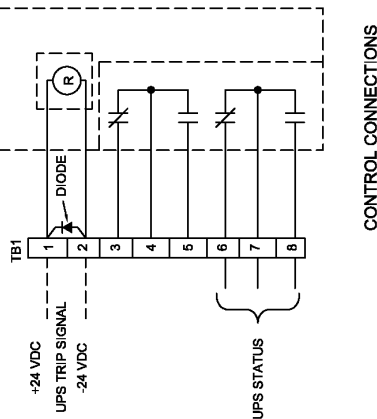 +24 VDC
UPS TRIP SIGNAL
-24 VDC
UPS STATUS
TB1
1
2
3
4
5
6
7
8
DIODE
R
CONTROL CONNECTIONS